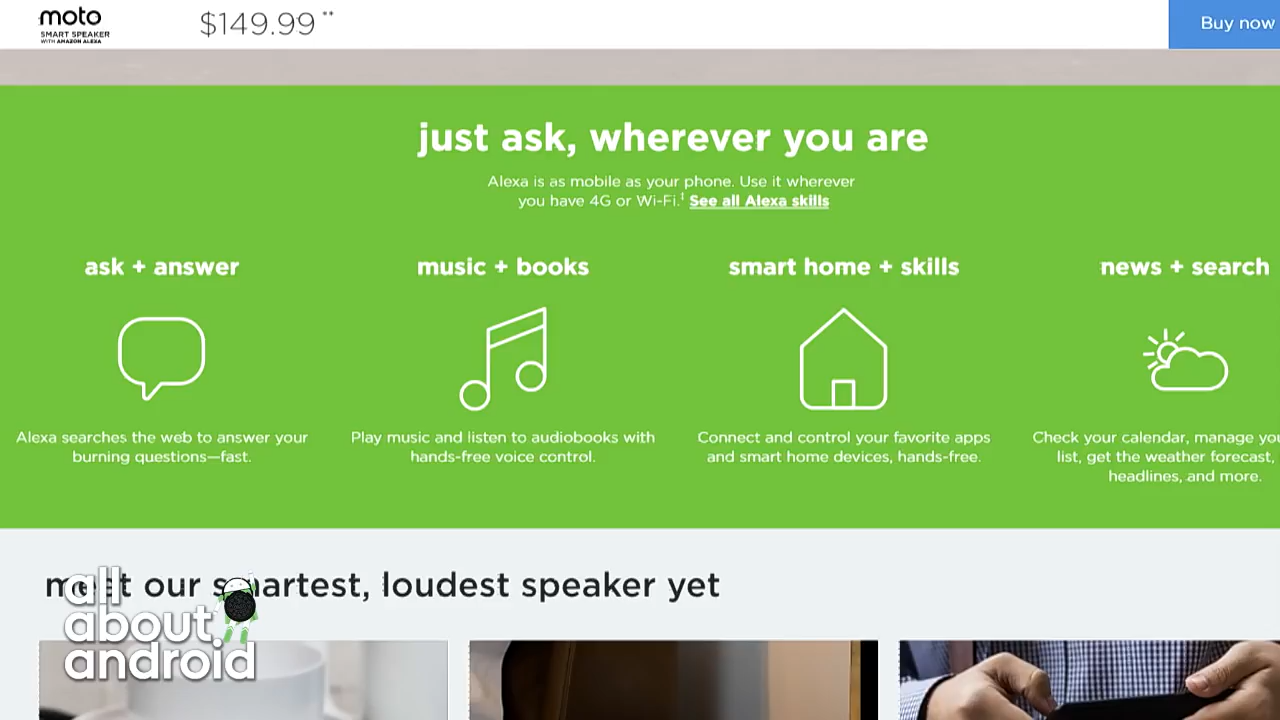 moto
SMART SPEAKER
WITH AMAZON ALEXA
$149.99**
Buy now
just ask, wherever you are
Alexa is as mobile as your phone. Use it wherever
you have 4G or Wi-Fi.† See all Alexa skills
ask + answer
Alexa searches the web to answer your
burning questions—fast.
music + books
Play music and listen to audiobooks with
hands-free voice control.
smart home + skills
Connect and control your favorite apps
and smart home devices, hands-free.
news + search
Check your calendar, manage
list, get the weather forecast,
headlines, and more.
meet our smartest, loudest speaker yet
all
about
android